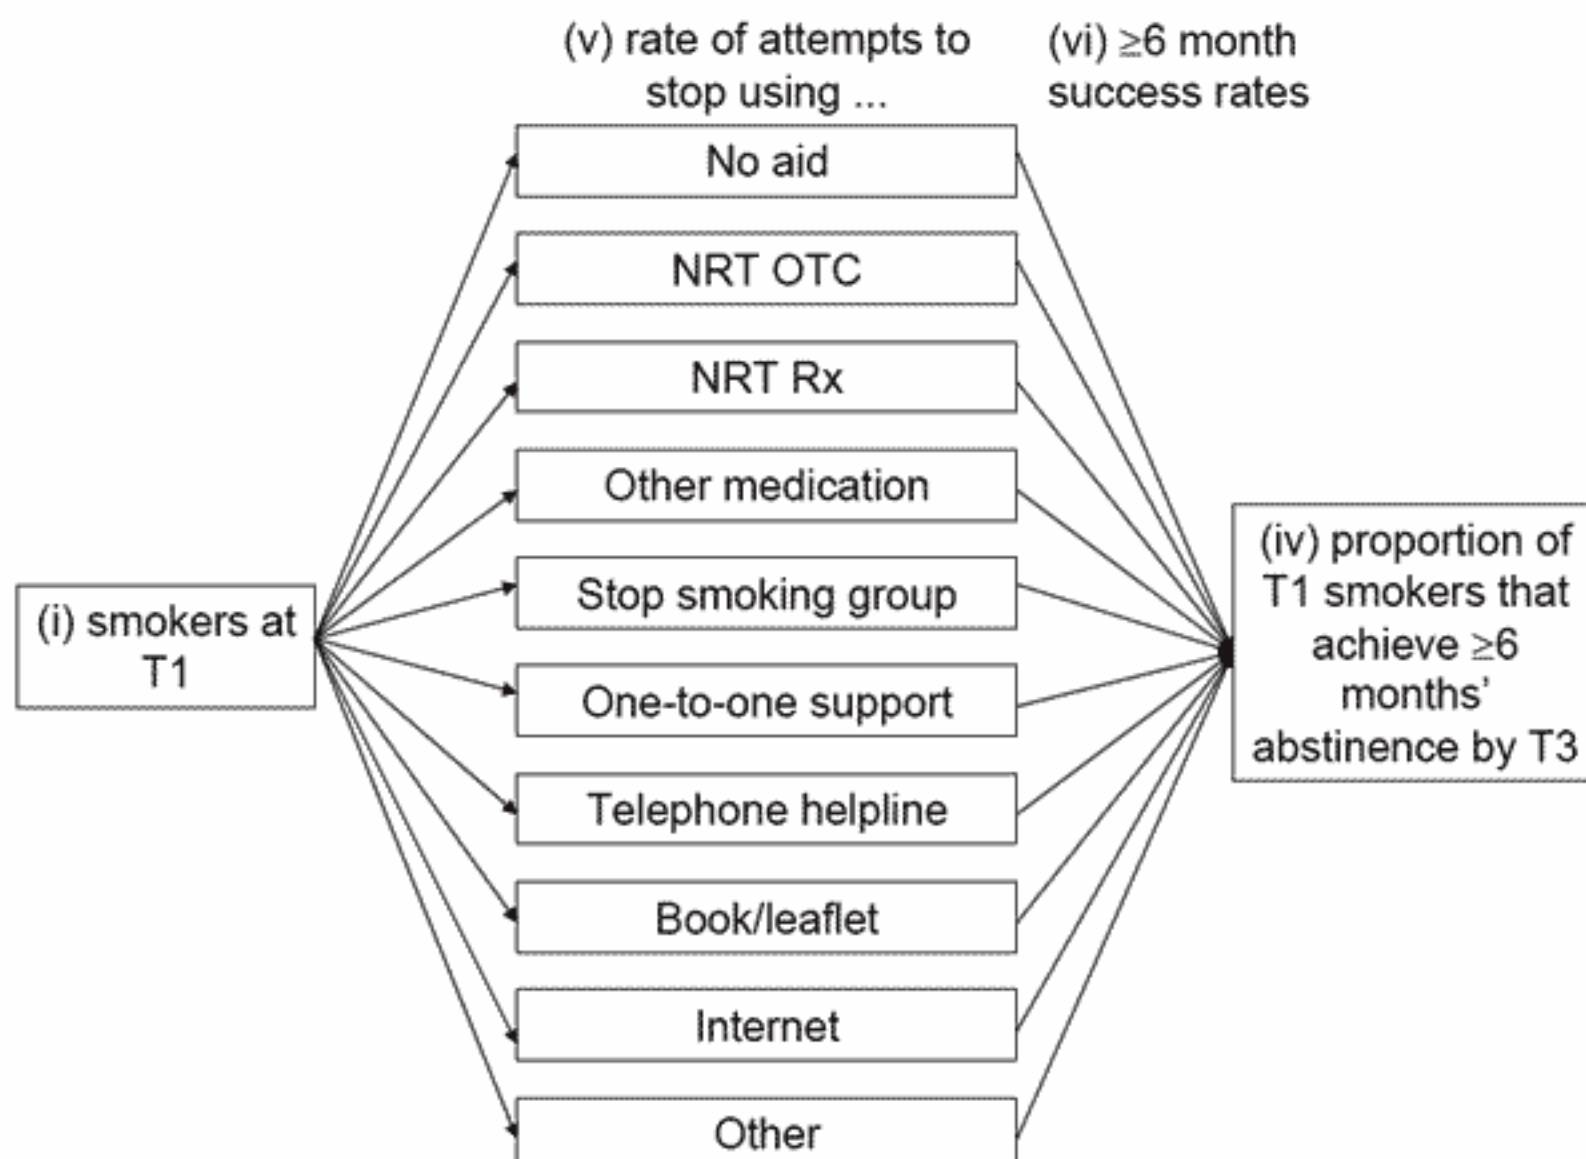 (v) rate of attempts to
stop using ...
(vi) ≥6 month
success rates
No aid
NRT OTC
NRT Rx
Other medication
Stop smoking group
One-to-one support
Telephone helpline
Book/leaflet
Internet
Other
(i) smokers at
T1
(iv) proportion of
T1 smokers that
achieve ≥6
months’
abstinence by T3